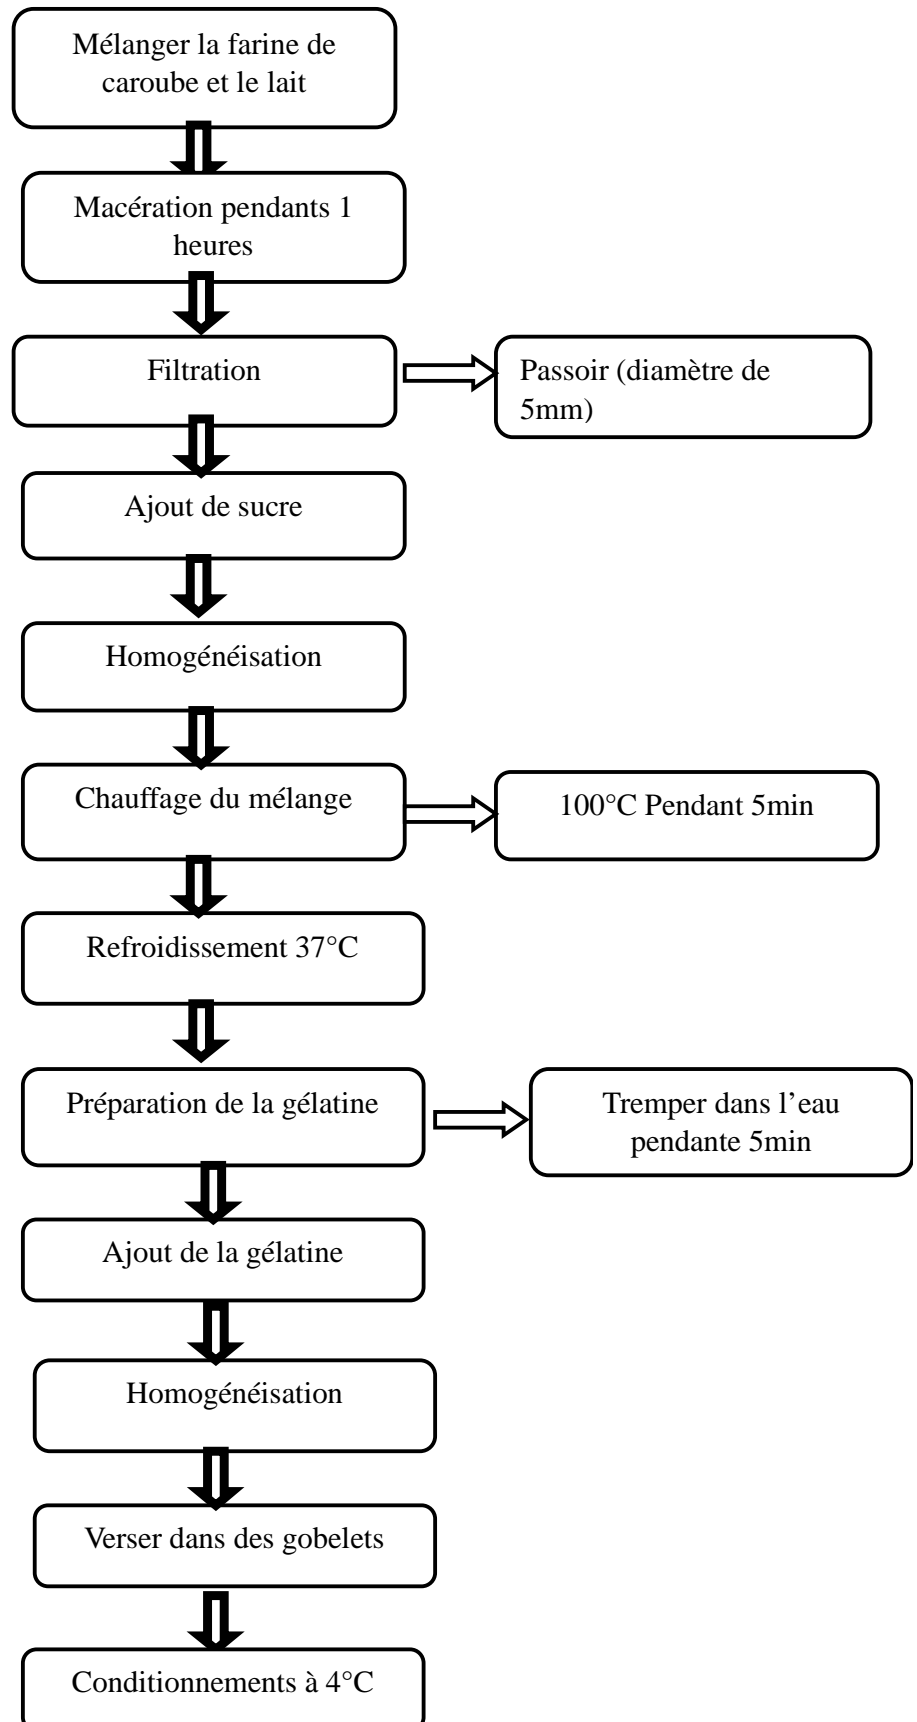 Mélanger la farine de
caroube et le lait
Macération pendants 1
heures
Filtration
Passoir (diamètre de
5mm)
Ajout de sucre
Homogénéisation
Chauffage du mélange
100°C Pendant 5min
Refroidissement 37°C
Préparation de la gélatine
Tremper dans l’eau
pendante 5min
Ajout de la gélatine
Homogénéisation
Verser dans des gobelets
Conditionnements à 4°C